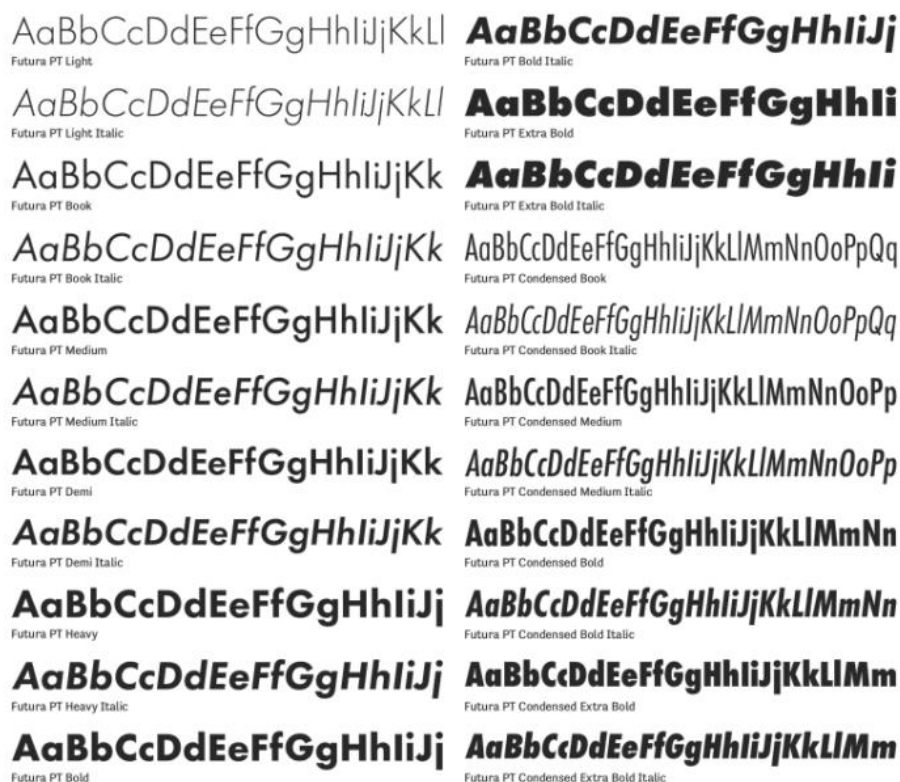 AaBbCcDdEeFfGgHhIiJjKkLl
Futura PT Light
AaBbCcDdEeFfGgHhIiJjKkLl
Futura PT Light Italic
AaBbCcDdEeFfGgHhIiJjKk
Futura PT Book
AaBbCcDdEeFfGgHhIiJjKk
Futura PT Book Italic
AaBbCcDdEeFfGgHhIiJjKk
Futura PT Medium
AaBbCcDdEeFfGgHhIiJjKk
Futura PT Medium Italic
AaBbCcDdEeFfGgHhIiJjKk
Futura PT Demi
AaBbCcDdEeFfGgHhIiJjKk
Futura PT Demi Italic
AaBbCcDdEeFfGgHhIiJj
Futura PT Heavy
AaBbCcDdEeFfGgHhIiJj
Futura PT Heavy Italic
AaBbCcDdEeFfGgHhIiJj
Futura PT Bold
AaBbCcDdEeFfGgHhIiJj
Futura PT Bold Italic
AaBbCcDdEeFfGgHhIi
Futura PT Extra Bold
AaBbCcDdEeFfGgHhIi
Futura PT Extra Bold Italic
AaBbCcDdEeFfGgHhIiJjKkLlMmNnOoPpQq
Futura PT Condensed Book
AaBbCcDdEeFfGgHhIiJjKkLlMmNnOoPpQq
Futura PT Condensed Book Italic
AaBbCcDdEeFfGgHhIiJjKkLlMmNnOoPp
Futura PT Condensed Medium
AaBbCcDdEeFfGgHhIiJjKkLlMmNnOoPp
Futura PT Condensed Medium Italic
AaBbCcDdEeFfGgHhIiJjKkLlMmNn
Futura PT Condensed Bold
AaBbCcDdEeFfGgHhIiJjKkLlMmNn
Futura PT Condensed Bold Italic
AaBbCcDdEeFfGgHhIiJjKkLlMm
Futura PT Condensed Extra Bold
AaBbCcDdEeFfGgHhIiJjKkLlMm
Futura PT Condensed Extra Bold Italic